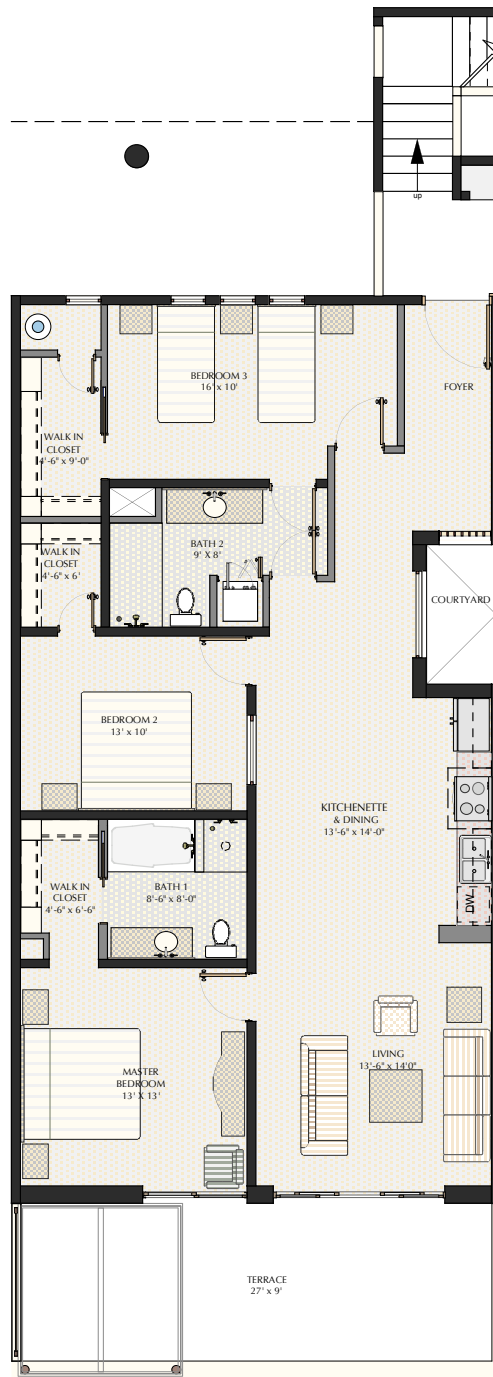 up
BEDROOM 3
16' x 10'
FOYER
WALK IN
CLOSET
4'-6" x 9'-0"
BATH 2
9' X 8'
WALK IN
CLOSET
4'-6" x 6'
COURTYARD
BEDROOM 2
13' x 10'
KITCHENETTE
& DINING
13'-6" x 14'-0"
WALK IN
CLOSET
4'-6" x 6'-6"
BATH 1
8'-6" x 8'-0"
DW
LIVING
13'-6" x 14'0"
MASTER
BEDROOM
13' X 13'
TERRACE
27' x 9'